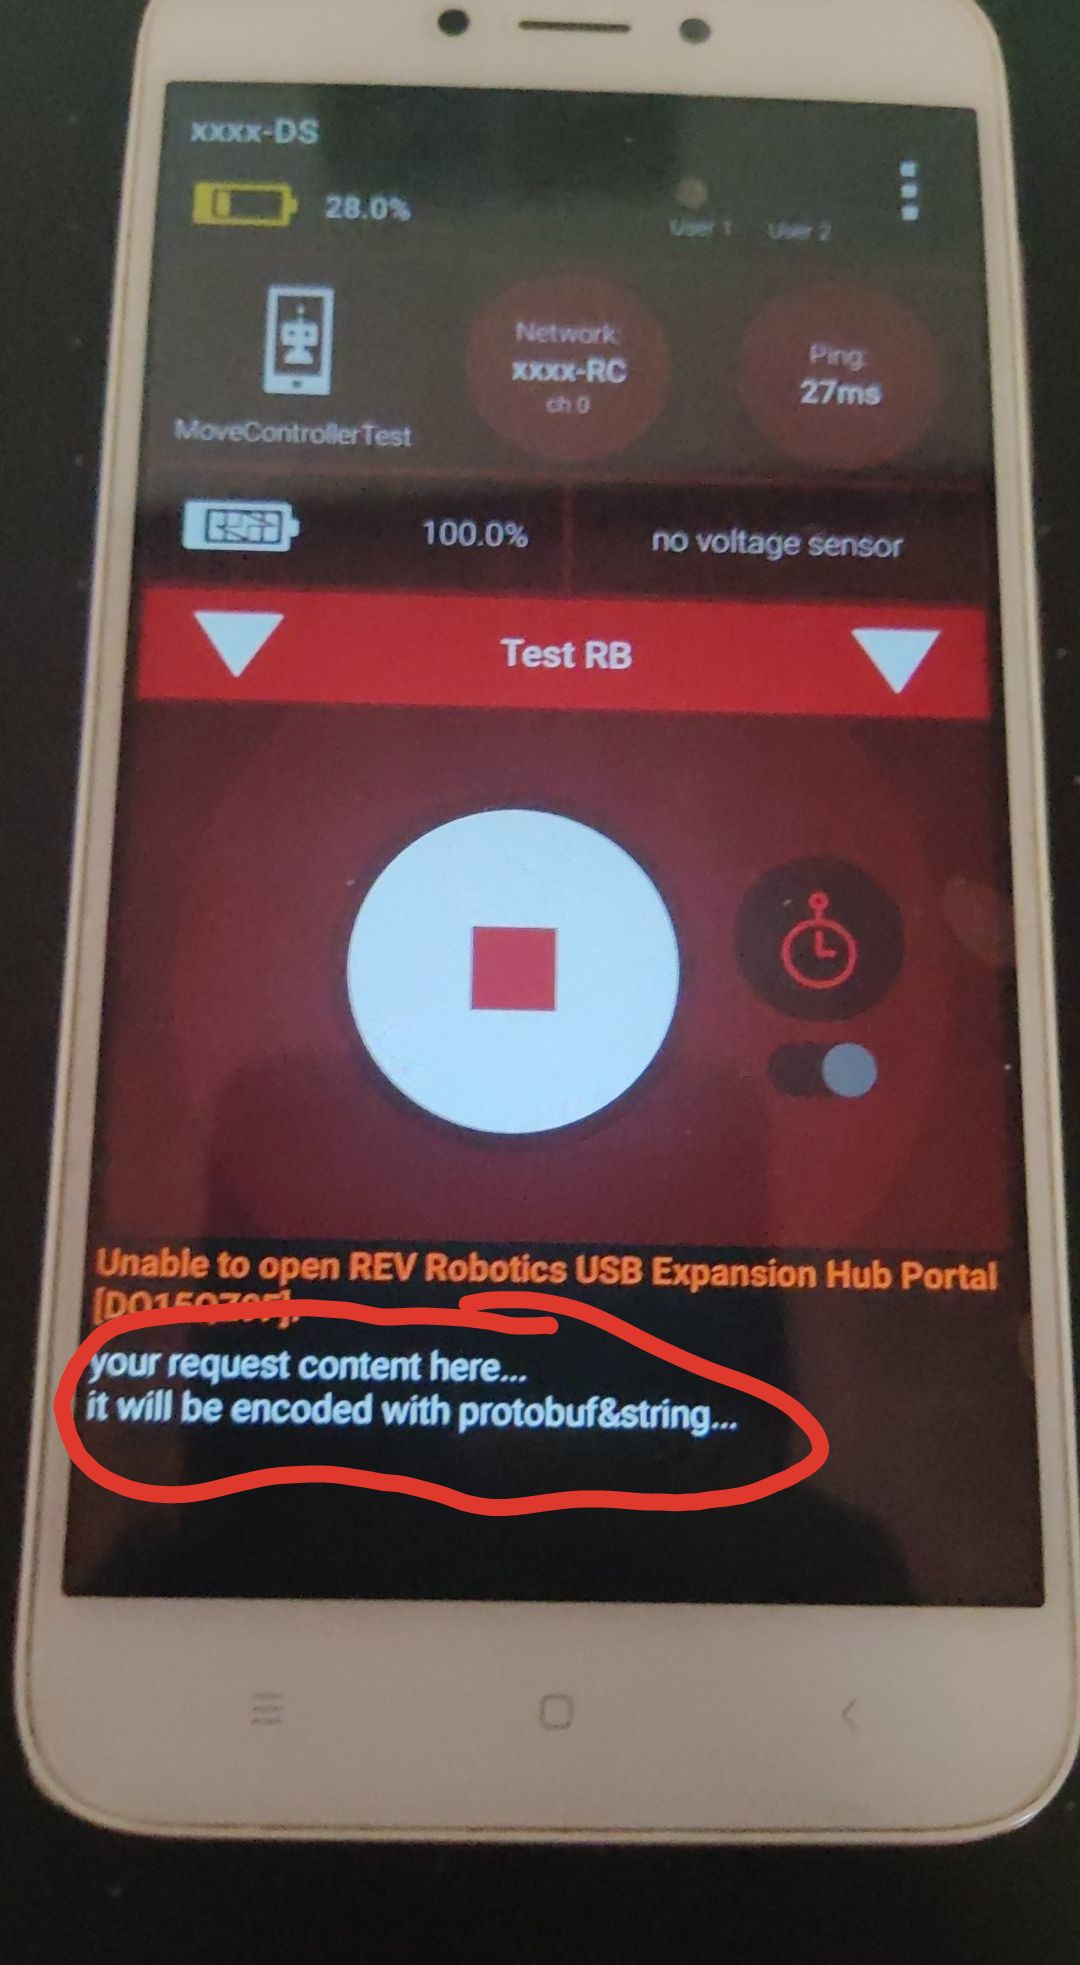 xxxx-DS
28.0%
User 1 User 2
Network:
xxxx-RC
ch 0
Ping:
27ms
MoveControllerTest
100.0%
no voltage sensor
Test RB
Unable to open REV Robotics USB Expansion Hub Portal
your request content here...
it will be encoded with protobuf&string...